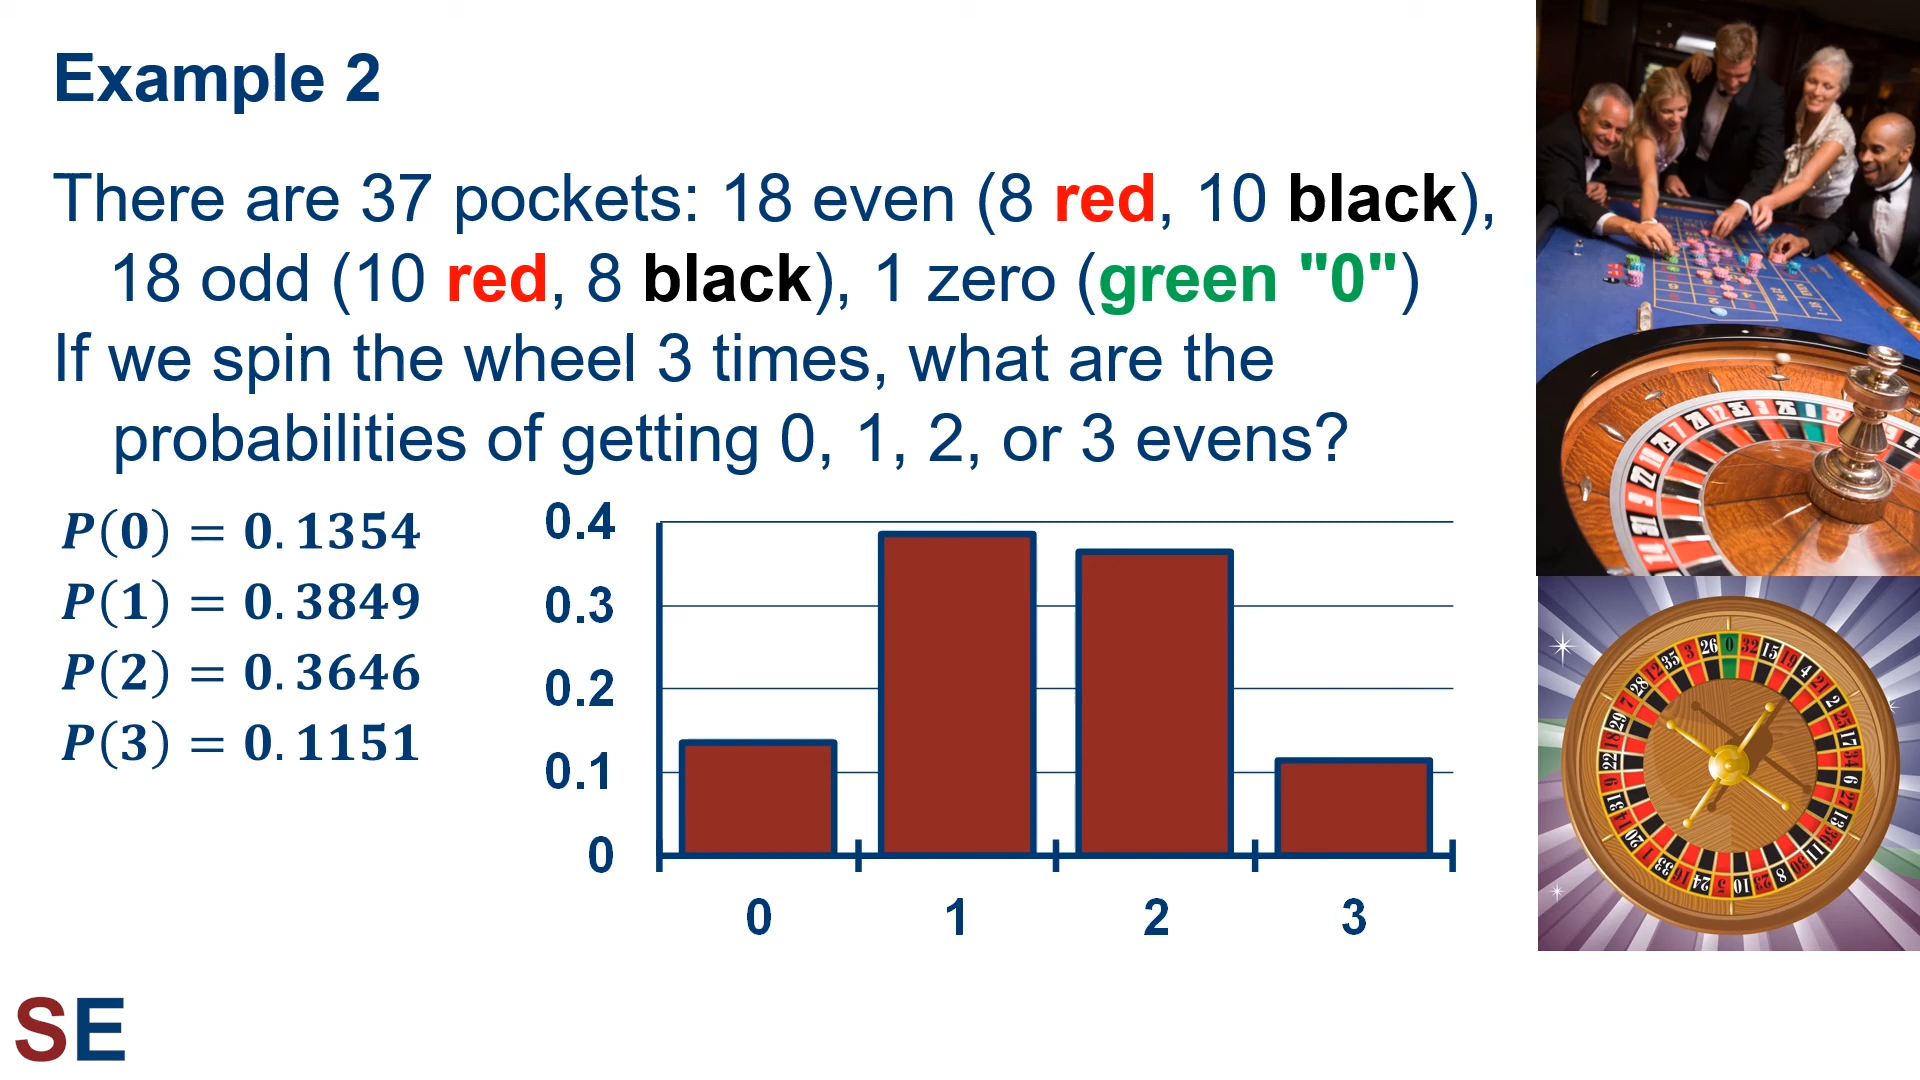 Example 2
There are 37 pockets: 18 even (8 red, 10 black),
18 odd (10 red, 8 black), 1 zero (green "0")
If we spin the wheel 3 times, what are the
probabilities of getting 0, 1, 2, or 3 evens?
P(0) = 0.1354
P(1) = 0.3849
P(2) = 0.3646
P(3) = 0.1151
0.4
0.3
0.2
0.1
0
0 1 2 3
SE